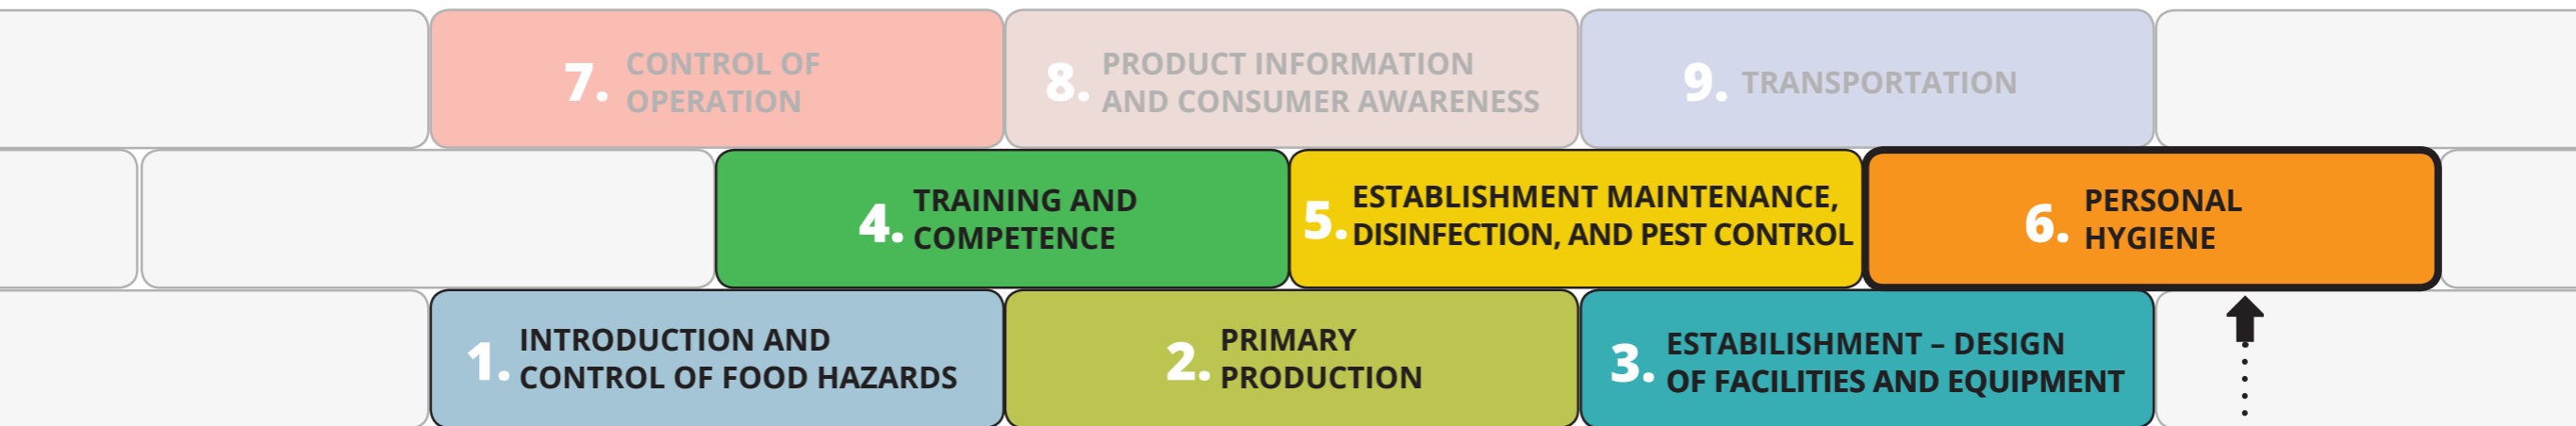 7. CONTROL OF
OPERATION
8. PRODUCT INFORMATION
AND CONSUMER AWARENESS
9. TRANSPORTATION
4. TRAINING AND
COMPETENCE
5. ESTABLISHMENT MAINTENANCE,
DISINFECTION, AND PEST CONTROL
6. PERSONAL
HYGIENE
1. INTRODUCTION AND
CONTROL OF FOOD HAZARDS
2. PRIMARY
PRODUCTION
3. ESTABILISHMENT – DESIGN
OF FACILITIES AND EQUIPMENT